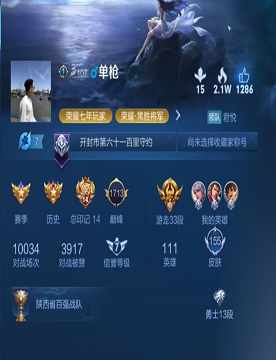 单枪
15 2.1W 1286
荣耀七年玩家 荣耀·常胜将军
君悦
7 开封市第六十一百里守约 尚未选择收藏家称号
1713
赛季 历史 总印记 14 巅峰 游走33段 我的英雄
155
10034 3917 7 111
对战场次 对战被赞 信誉等级 英雄 皮肤
陕西省百强战队
勇士13段